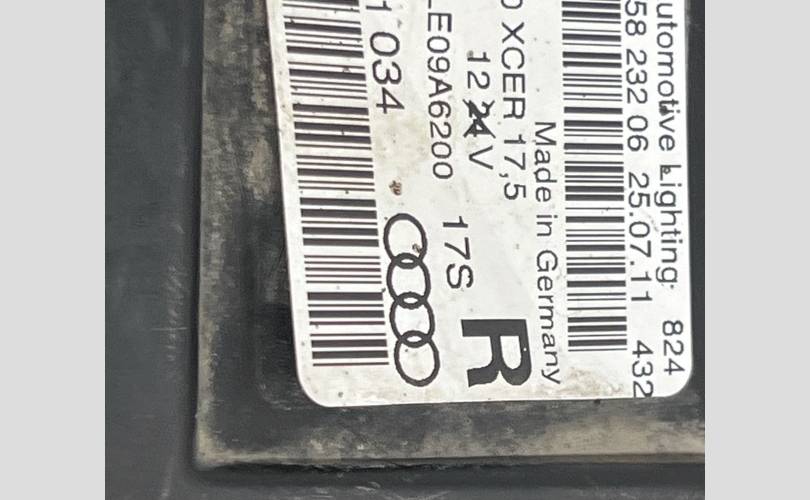 utomotive Lighting. 824
58 232 06 25.07.11 432
Made in Germany
XCER 17,5
12 V R
LE09A6200 17S
1 034